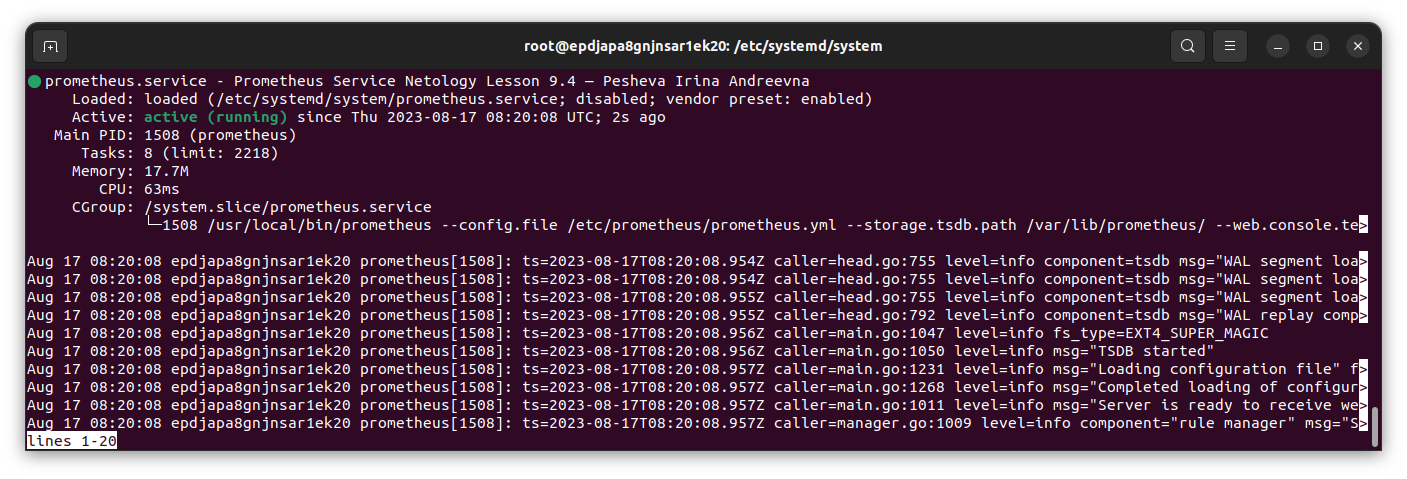 root@epdjapa8gnjnsar1ek20: /etc/systemd/system
prometheus.service - Prometheus Service Netology Lesson 9.4 — Pesheva Irina Andreevna
Loaded: loaded (/etc/systemd/system/prometheus.service; disabled; vendor preset: enabled)
Active: active (running) since Thu 2023-08-17 08:20:08 UTC; 2s ago
Main PID: 1508 (prometheus)
Tasks: 8 (limit: 2218)
Memory: 17.7M
CPU: 63ms
CGroup: /system.slice/prometheus.service
└─1508 /usr/local/bin/prometheus --config.file /etc/prometheus/prometheus.yml --storage.tsdb.path /var/lib/prometheus/ --web.console.te>
Aug 17 08:20:08 epdjapa8gnjnsar1ek20 prometheus[1508]: ts=2023-08-17T08:20:08.954Z caller=head.go:755 level=info component=tsdb msg="WAL segment loa>
Aug 17 08:20:08 epdjapa8gnjnsar1ek20 prometheus[1508]: ts=2023-08-17T08:20:08.954Z caller=head.go:755 level=info component=tsdb msg="WAL segment loa>
Aug 17 08:20:08 epdjapa8gnjnsar1ek20 prometheus[1508]: ts=2023-08-17T08:20:08.955Z caller=head.go:755 level=info component=tsdb msg="WAL segment loa>
Aug 17 08:20:08 epdjapa8gnjnsar1ek20 prometheus[1508]: ts=2023-08-17T08:20:08.955Z caller=head.go:792 level=info component=tsdb msg="WAL replay comp>
Aug 17 08:20:08 epdjapa8gnjnsar1ek20 prometheus[1508]: ts=2023-08-17T08:20:08.956Z caller=main.go:1047 level=info fs_type=EXT4_SUPER_MAGIC
Aug 17 08:20:08 epdjapa8gnjnsar1ek20 prometheus[1508]: ts=2023-08-17T08:20:08.956Z caller=main.go:1050 level=info msg="TSDB started"
Aug 17 08:20:08 epdjapa8gnjnsar1ek20 prometheus[1508]: ts=2023-08-17T08:20:08.957Z caller=main.go:1231 level=info msg="Loading configuration file" f>
Aug 17 08:20:08 epdjapa8gnjnsar1ek20 prometheus[1508]: ts=2023-08-17T08:20:08.957Z caller=main.go:1268 level=info msg="Completed loading of configur>
Aug 17 08:20:08 epdjapa8gnjnsar1ek20 prometheus[1508]: ts=2023-08-17T08:20:08.957Z caller=main.go:1011 level=info msg="Server is ready to receive we>
Aug 17 08:20:08 epdjapa8gnjnsar1ek20 prometheus[1508]: ts=2023-08-17T08:20:08.957Z caller=manager.go:1009 level=info component="rule manager" msg="S>
lines 1-20